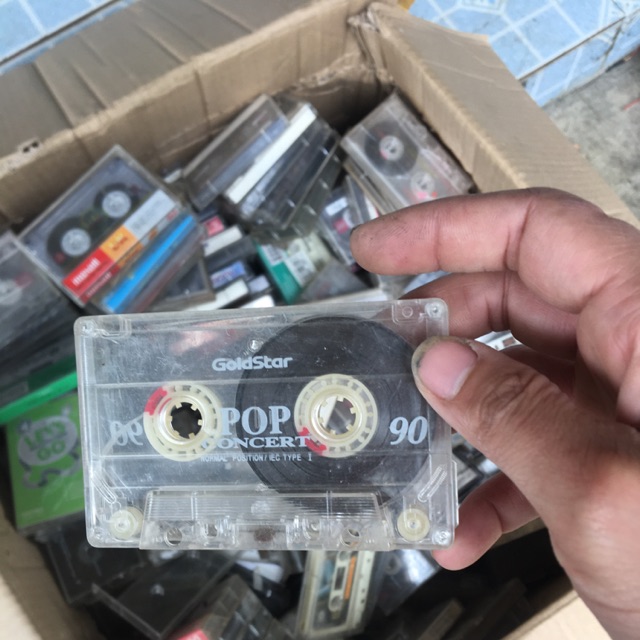 GoldStar
90 POP 90
CONCERT
NORMAL POSITION/IEC TYPE I
maxell